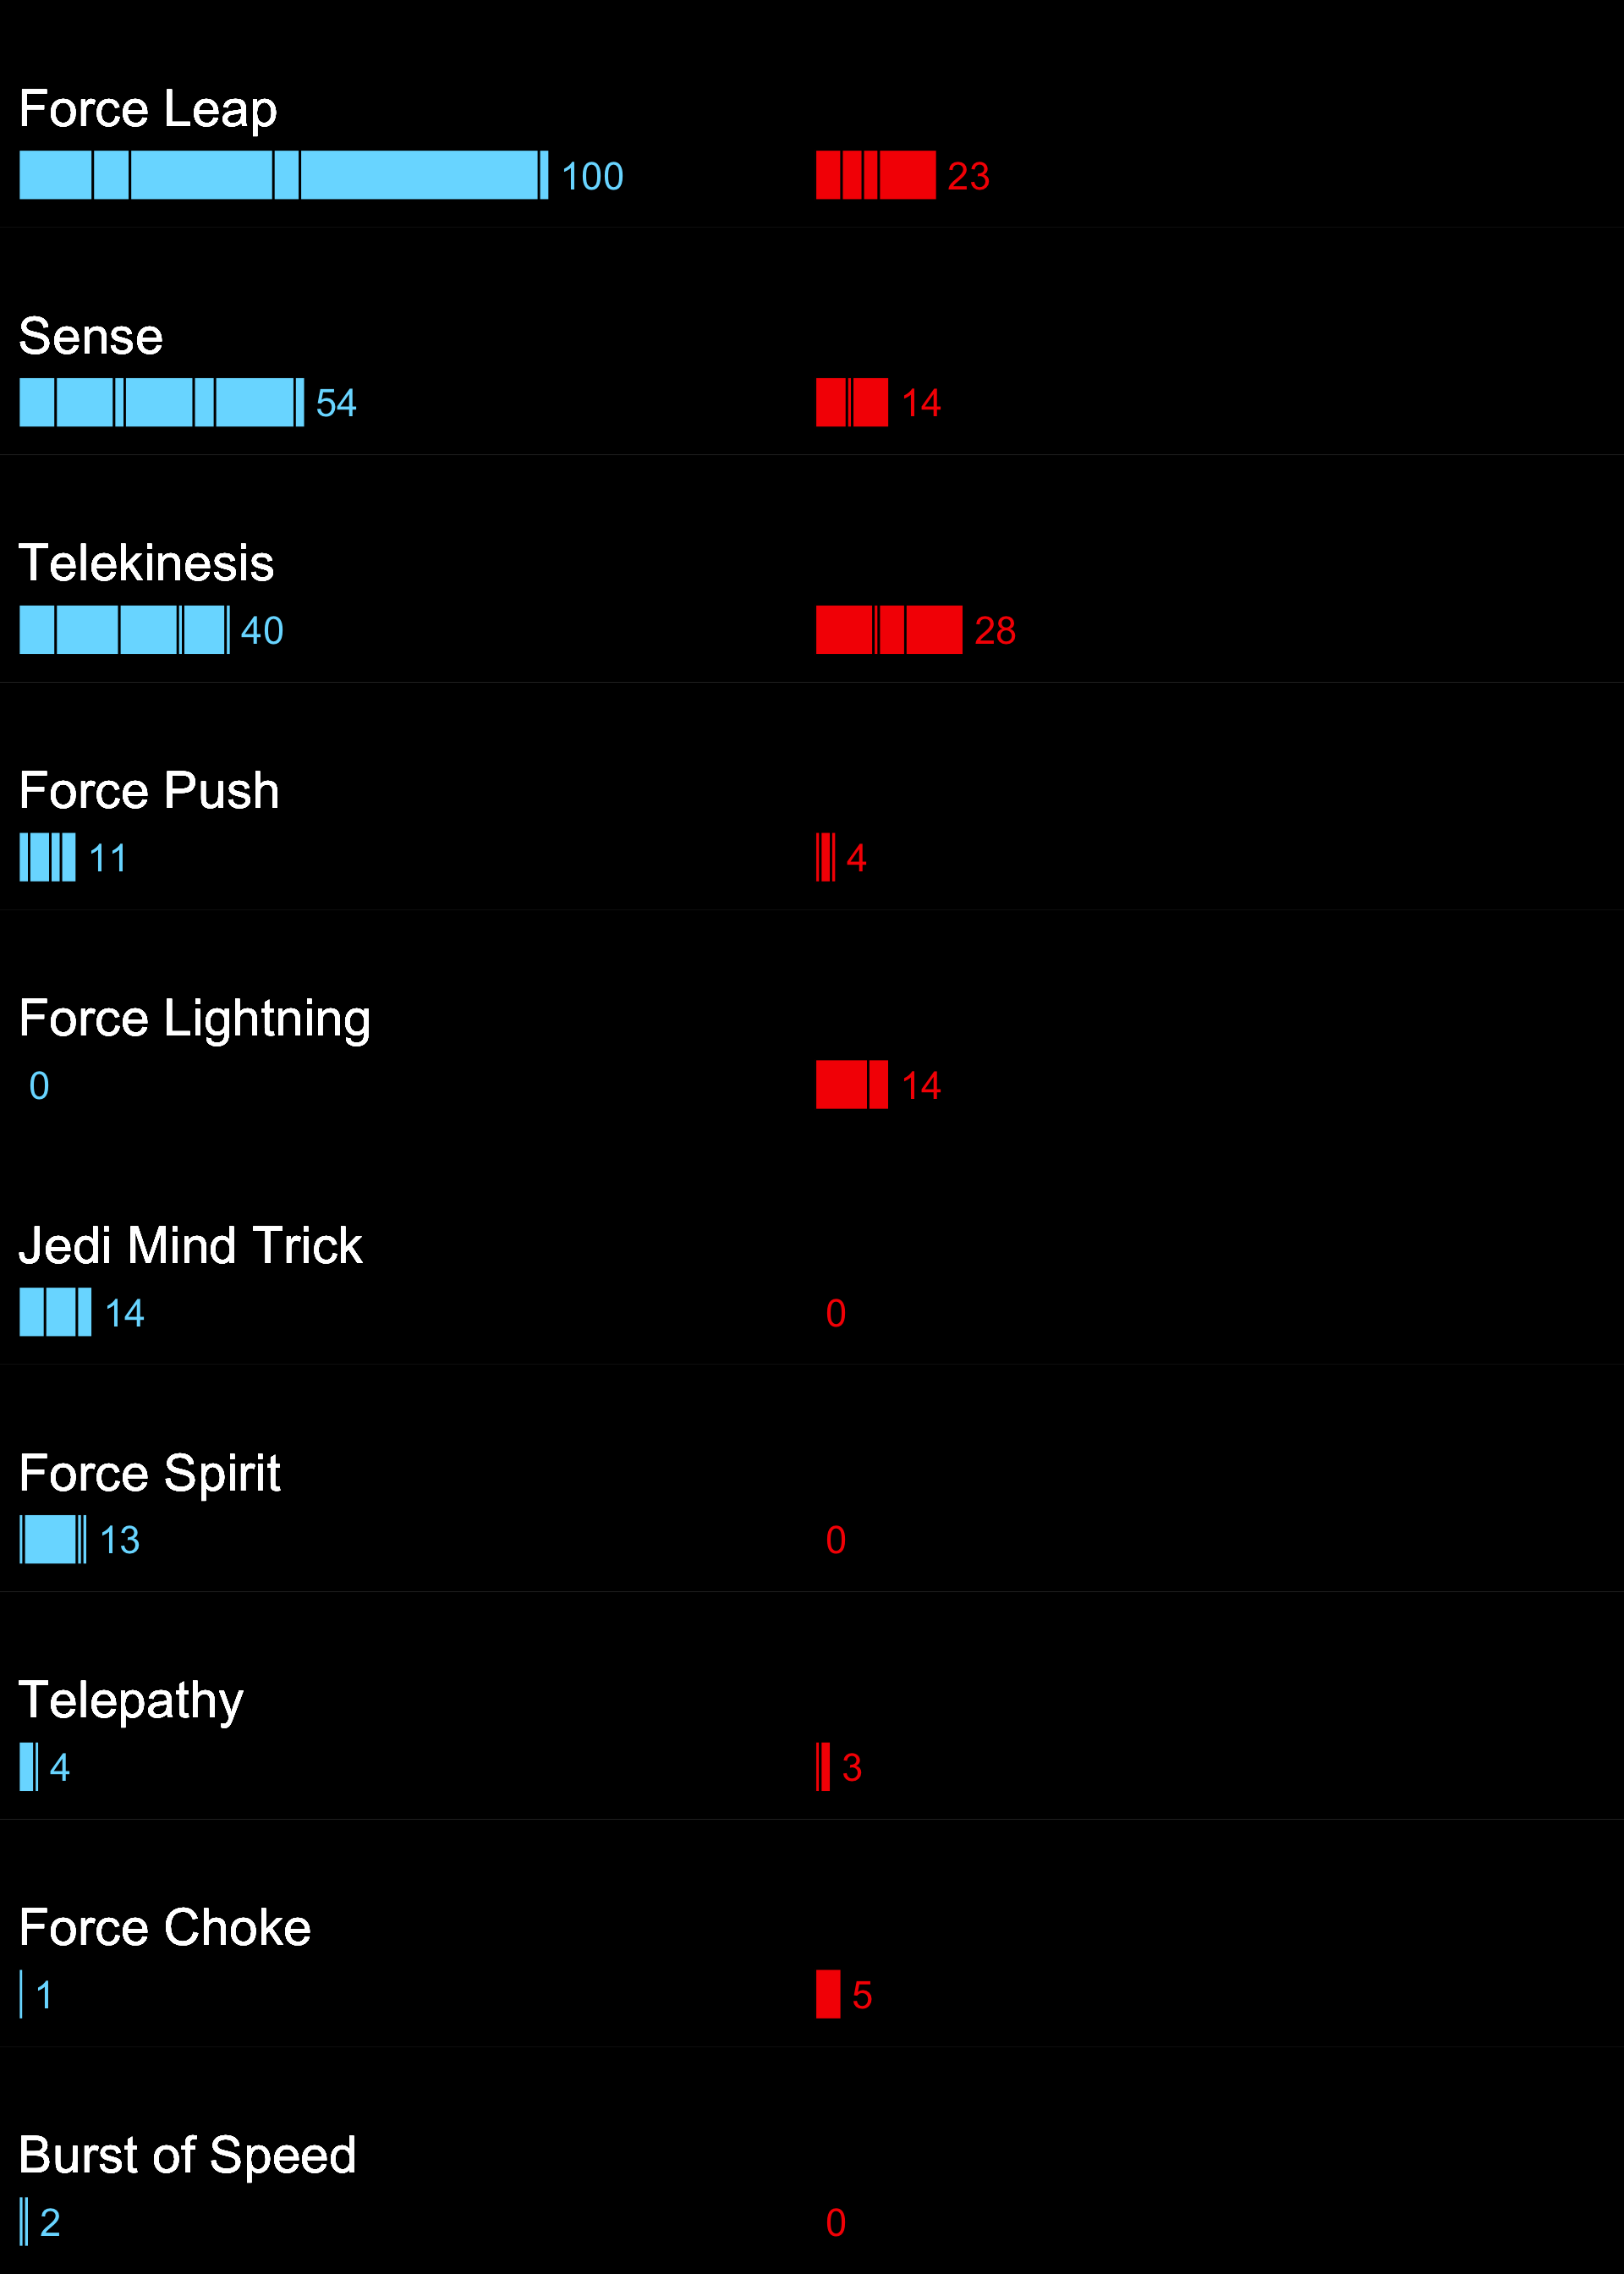 Force Leap
100 23
Sense
54 14
Telekinesis
40 28
Force Push
11 4
Force Lightning
0 14
Jedi Mind Trick
14 0
Force Spirit
13 0
Telepathy
4 3
Force Choke
1 5
Burst of Speed
2 0